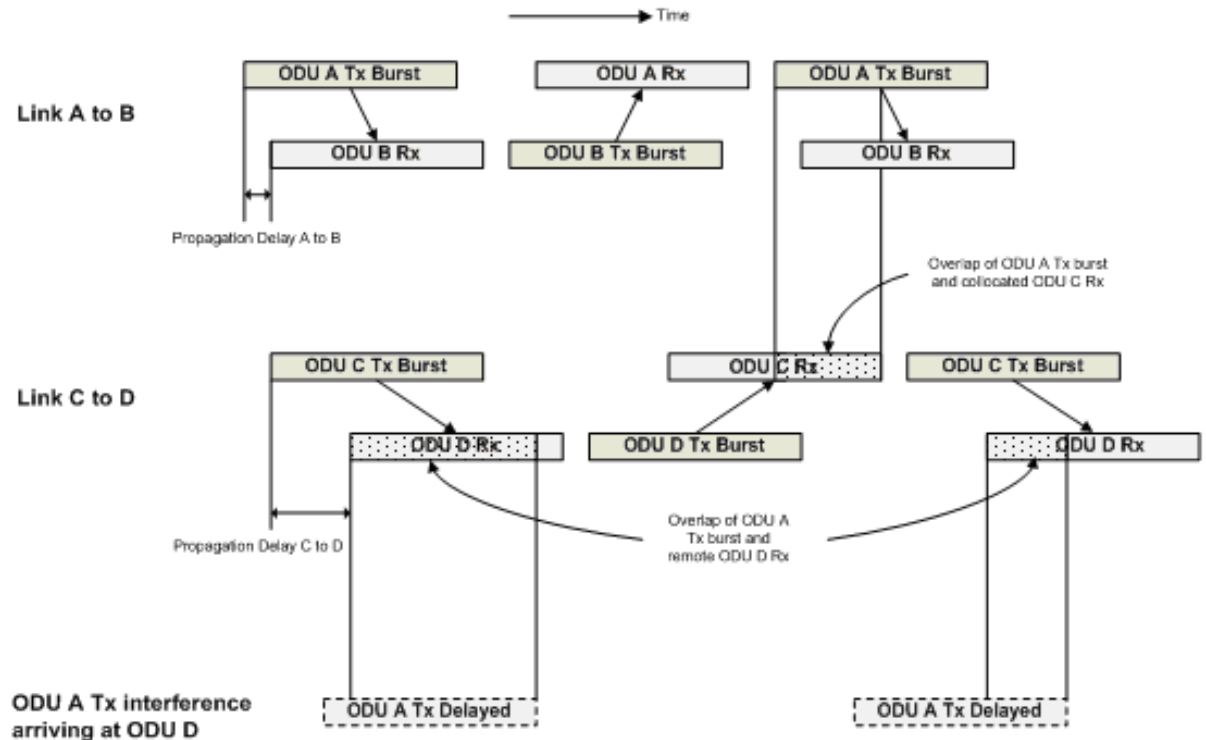 Time
ODU A Tx Burst
ODU A Rx
ODU A Tx Burst
Link A to B
ODU B Rx
ODU B Tx Burst
ODU B Rx
Propagation Delay A to B
Overlap of ODU A Tx burst
and collocated ODU C Rx
ODU C Tx Burst
ODU C Rx
ODU C Tx Burst
Link C to D
ODU D Rx
ODU D Tx Burst
ODU D Rx
Overlap of ODU A
Tx burst and
remote ODU D Rx
Propagation Delay C to D
ODU A Tx interference
arriving at ODU D
ODU A Tx Delayed
ODU A Tx Delayed